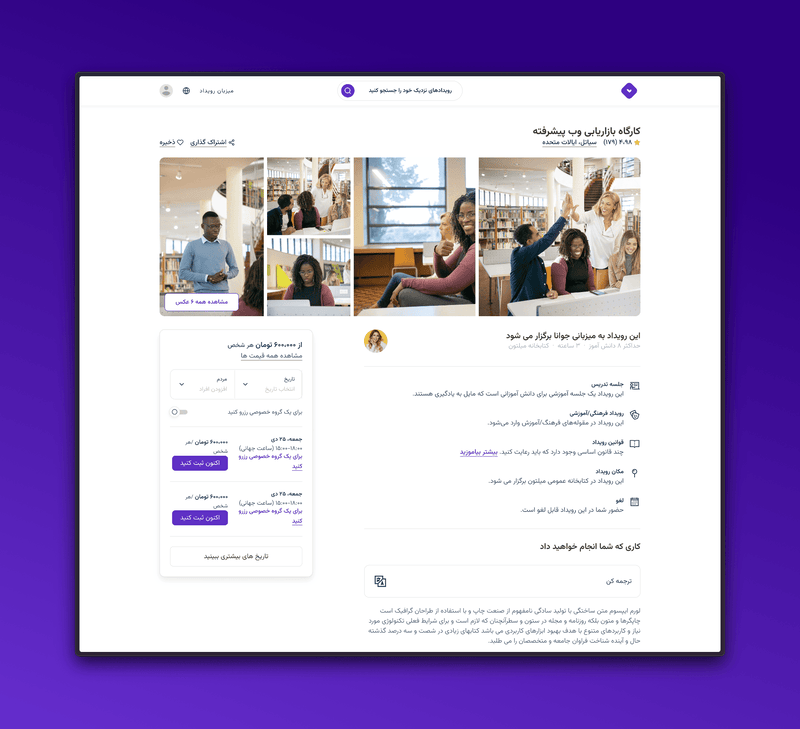 رویدادهای نزدیک خود را جستجو کنید
میزبان رویداد
کارگاه بازاریابی وب پیشرفته
۴.۹۸ (۱۷۹) سیاتل، ایالات متحده
اشتراک گذاری
ذخیره
مشاهده همه ۶ عکس
این رویداد به میزبانی جوانا برگزار می شود
حداکثر ۸ دانش آموز · ۳ ساعته · کتابخانه میلتون
جلسه تدریس
این رویداد یک جلسه آموزشی برای دانش آموزانی است که مایل به یادگیری هستند.
رویداد فرهنگی/آموزشی
این رویداد در مقوله‌های فرهنگ/آموزش وارد می‌شود.
قوانین رویداد
چند قانون اساسی وجود دارد که باید رعایت کنید. بیشتر بیاموزید
مکان رویداد
این رویداد در کتابخانه عمومی میلتون برگزار می شود.
لغو
حضور شما در این رویداد قابل لغو است.
کاری که شما انجام خواهید داد
ترجمه کن
لورم ایپسوم متن ساختگی با تولید سادگی نامفهوم از صنعت چاپ و با استفاده از طراحان گرافیک است
چاپگرها و متون بلکه روزنامه و مجله در ستون و سطرآنچنان که لازم است و برای شرایط فعلی تکنولوژی مورد
نیاز و کاربردهای متنوع با هدف بهبود ابزارهای کاربردی می باشد کتابهای زیادی در شصت و سه درصد گذشته
حال و آینده شناخت فراوان جامعه و متخصصان را می طلبد.
از ۶۰۰،۰۰۰ تومان هر شخص
مشاهده همه قیمت ها
تاریخ
انتخاب تاریخ
مردم
افزودن افراد
برای یک گروه خصوصی رزرو کنید
جمعه، ۲۵ دی
۱۵:۰۰-۱۸:۰۰ (ساعت جهانی)
برای یک گروه خصوصی رزرو
کنید
۶۰۰،۰۰۰ تومان /هر
شخص
اکنون ثبت کنید
جمعه، ۲۵ دی
۱۵:۰۰-۱۸:۰۰ (ساعت جهانی)
برای یک گروه خصوصی رزرو
کنید
۶۰۰،۰۰۰ تومان /هر
شخص
اکنون ثبت کنید
تاریخ های بیشتری ببینید